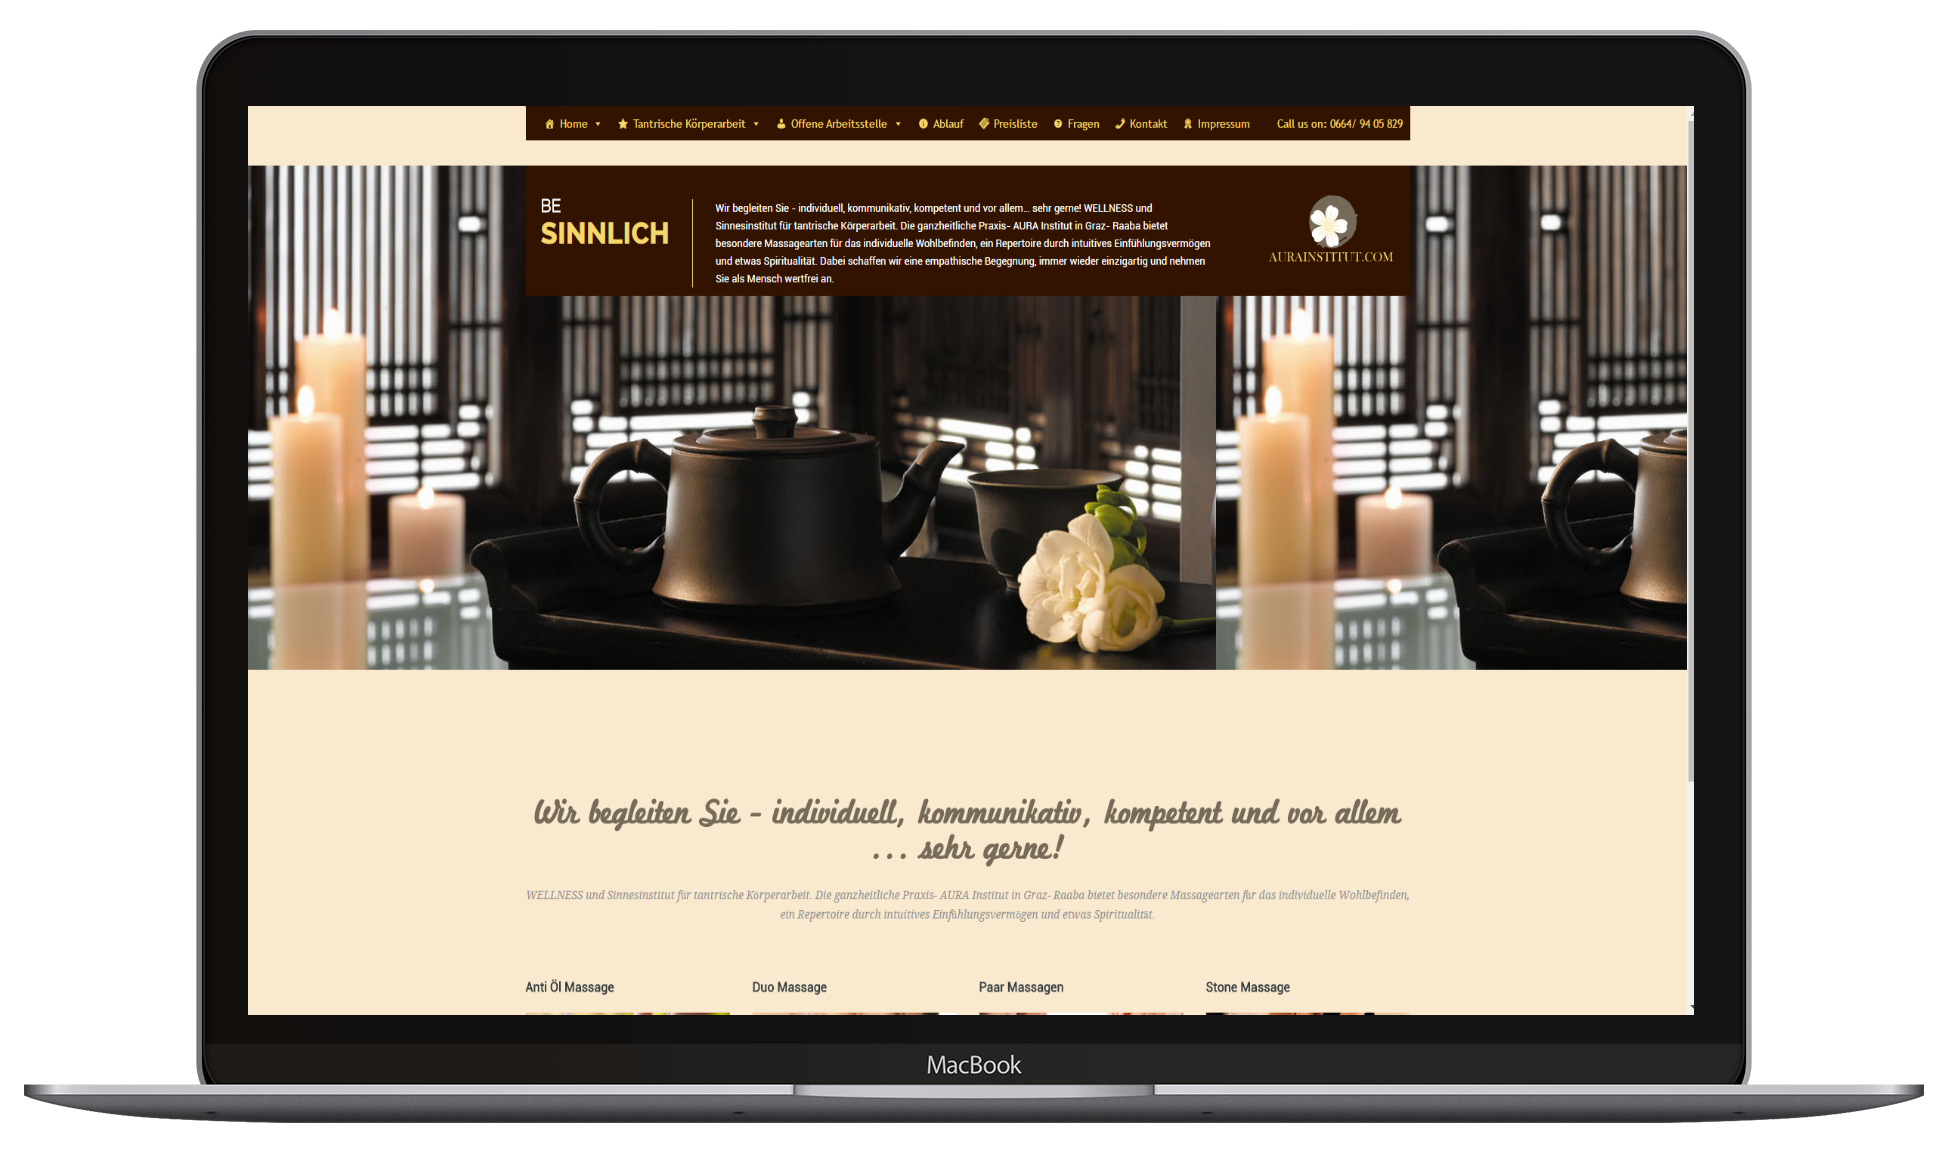 Home Tantrische Körperarbeit Offene Arbeitsstelle Ablauf Preisliste Fragen Kontakt Impressum Call us on: 0664/ 94 05 829
BE
SINNLICH
Wir begleiten Sie - individuell, kommunikativ, kompetent und vor allem... sehr gerne! WELLNESS und
Sinnesinstitut für tantrische Körperarbeit. Die ganzheitliche Praxis- AURA Institut in Graz- Raaba bietet
besondere Massagearten für das individuelle Wohlbefinden, ein Repertoire durch intuitives Einfühlungsvermögen
und etwas Spiritualität. Dabei schaffen wir eine empathische Begegnung, immer wieder einzigartig und nehmen
Sie als Mensch wertfrei an.
AURAINSTITUT.COM
Wir begleiten Sie - individuell, kommunikativ, kompetent und vor allem
... sehr gerne!
WELLNESS und Sinnesinstitut für tantrische Körperarbeit. Die ganzheitliche Praxis- AURA Institut in Graz- Raaba bietet besondere Massagearten für das individuelle Wohlbefinden,
ein Repertoire durch intuitives Einfühlungsvermögen und etwas Spiritualität.
Anti Öl Massage Duo Massage Paar Massagen Stone Massage
MacBook